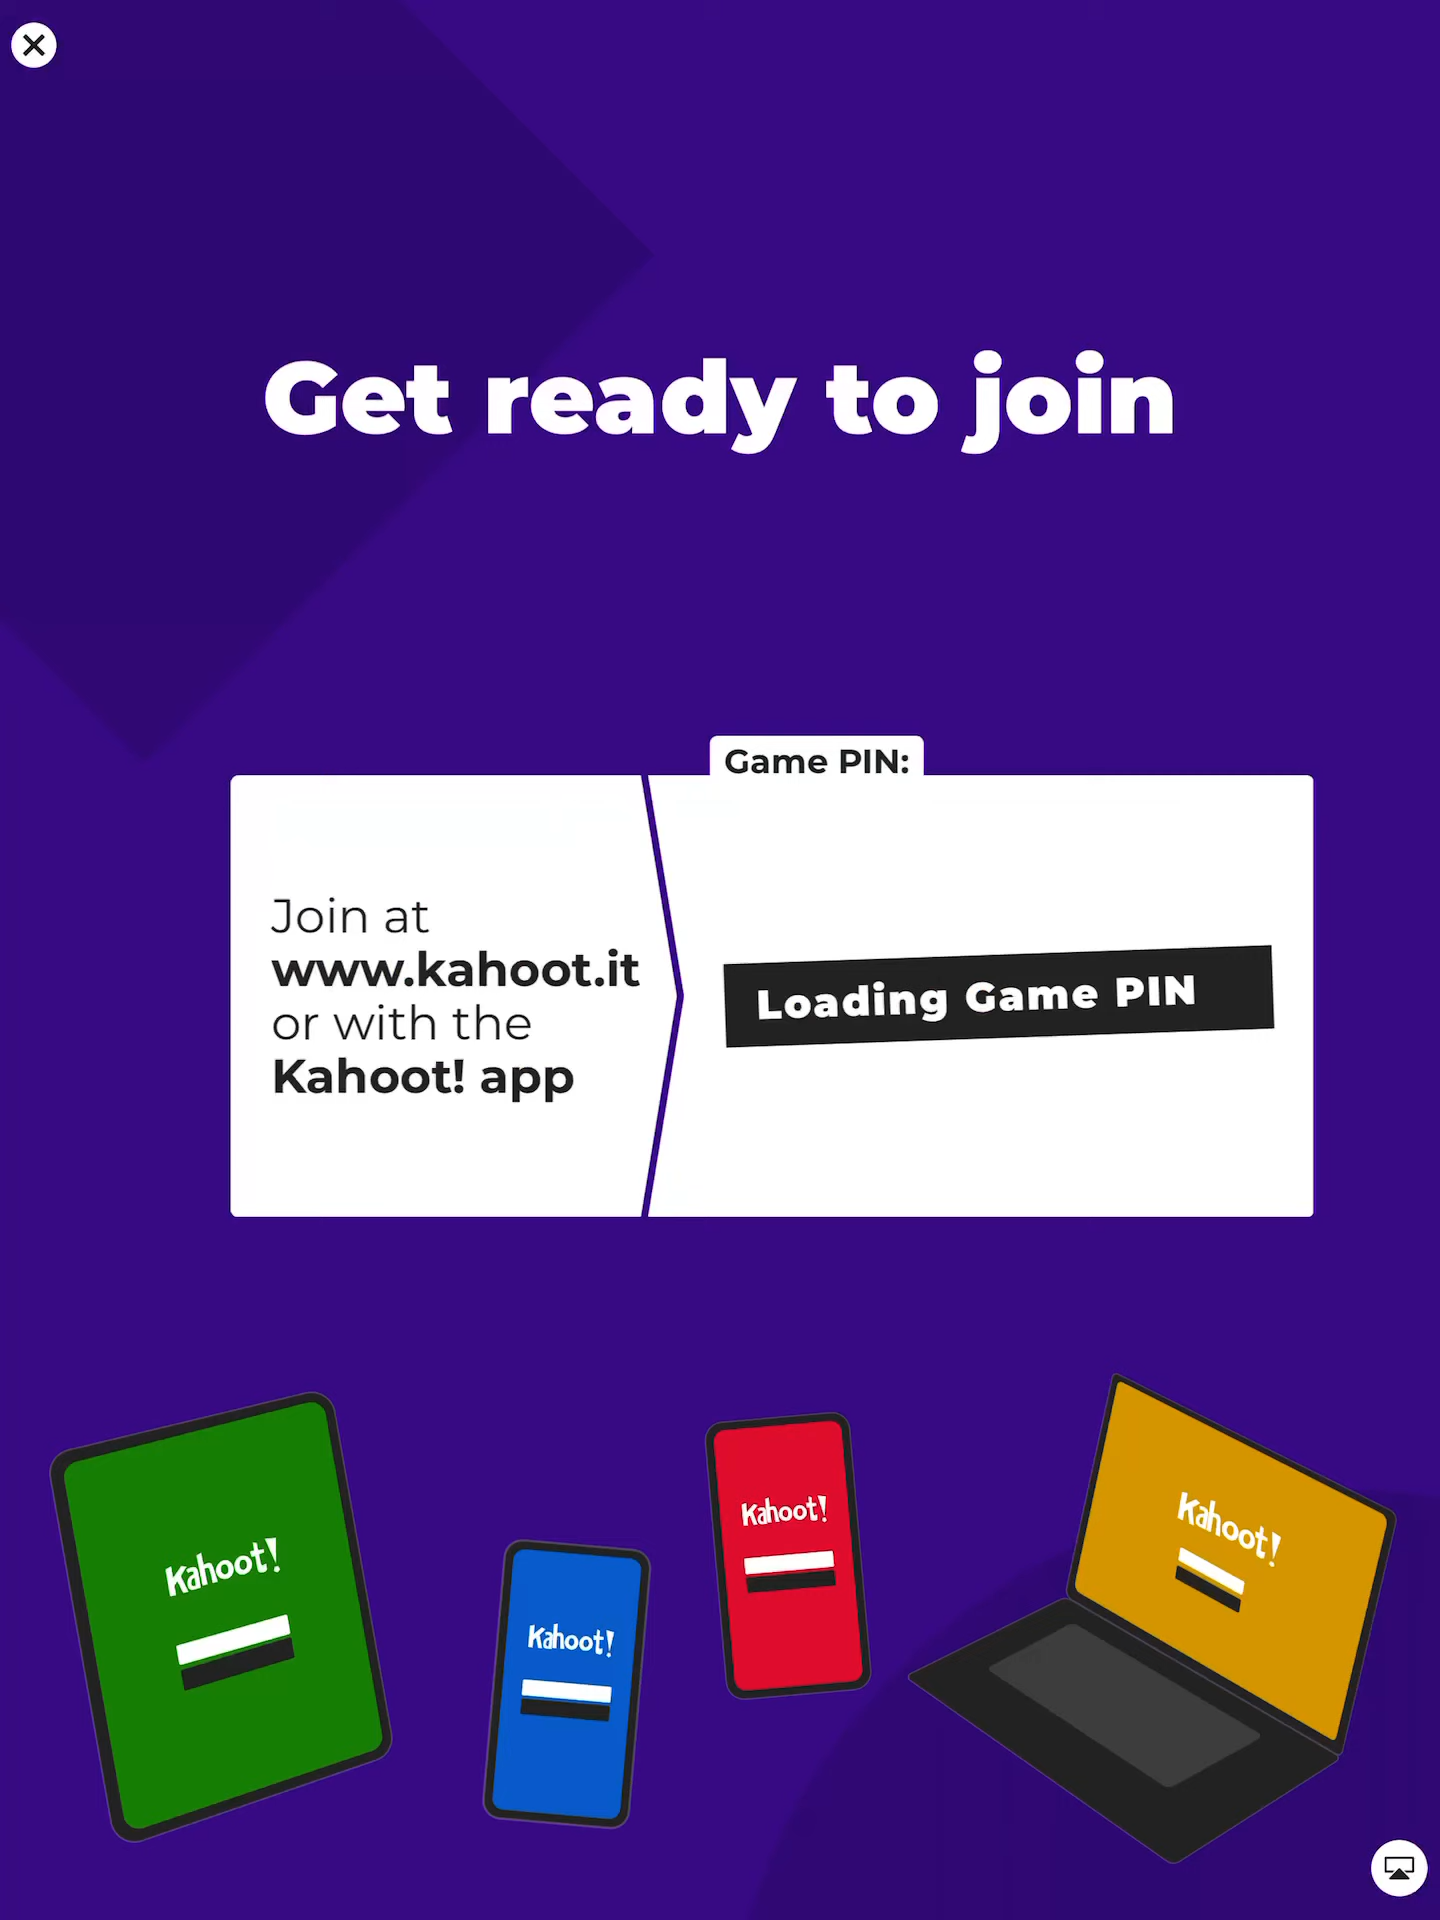 Get ready to join
Game PIN:
Join at
www.kahoot.it
or with the
Kahoot! app
Loading Game PIN
Kahoot!
Kahoot!
Kahoot!
Kahoot!